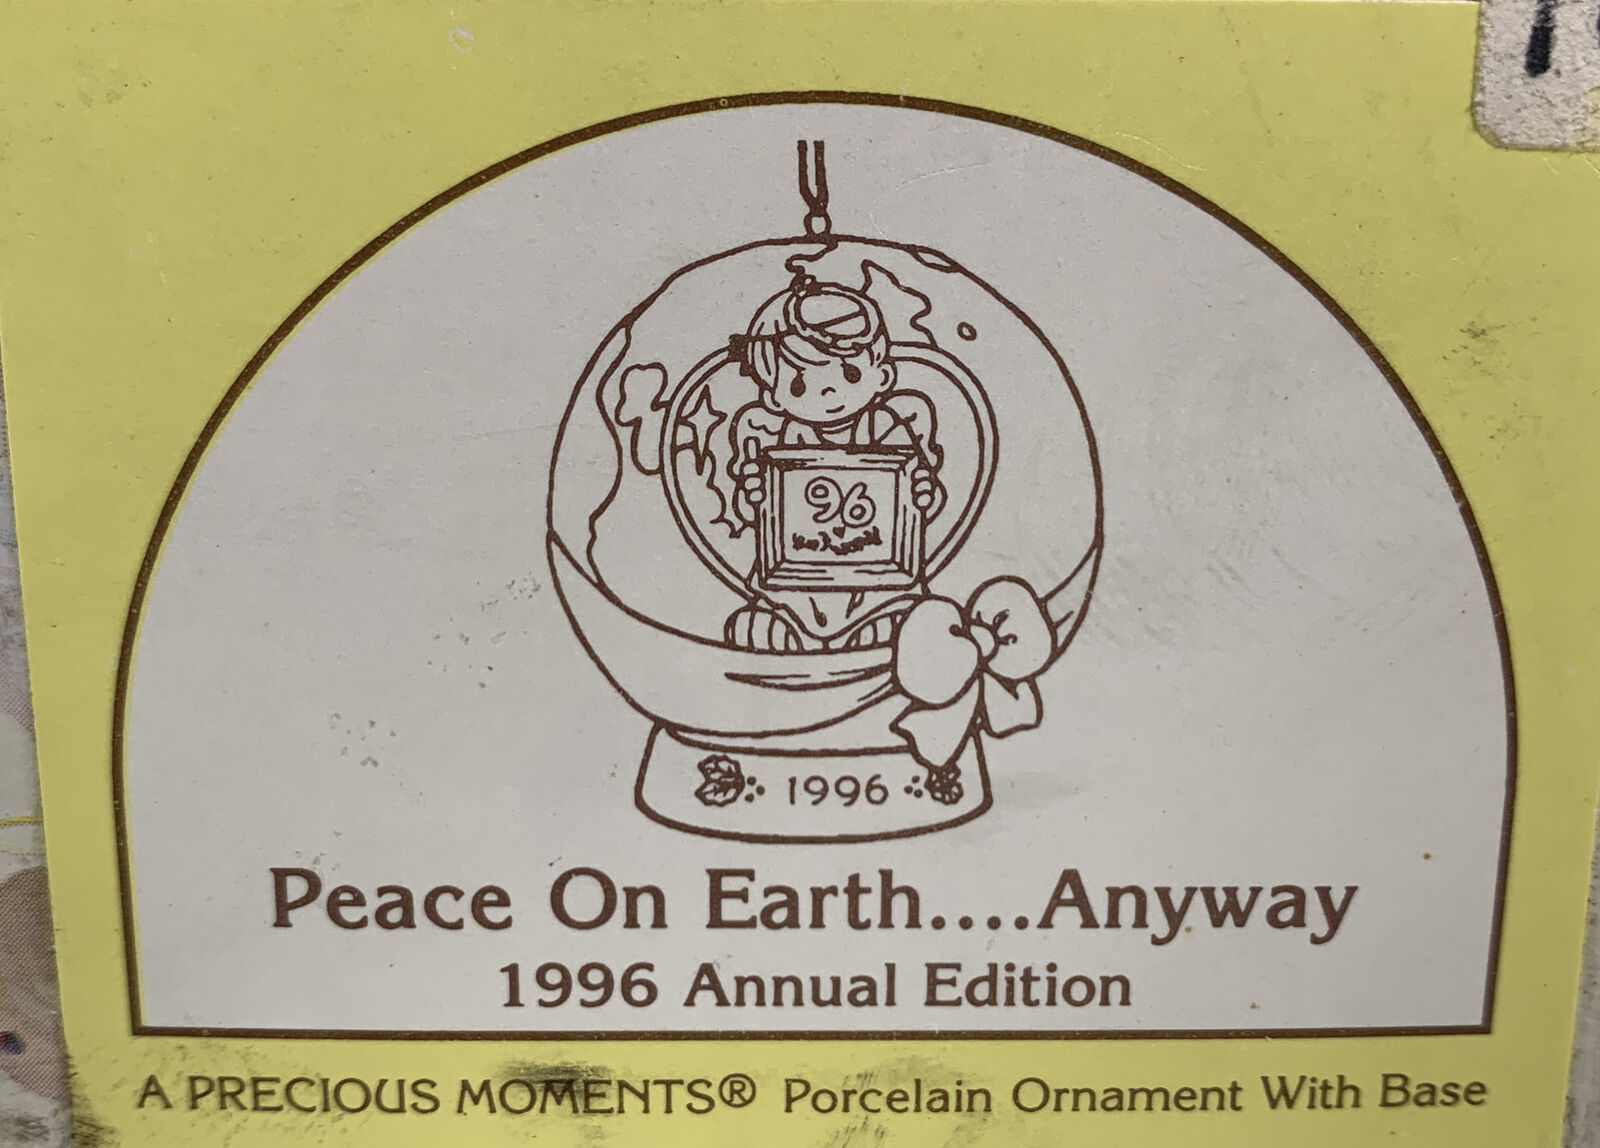 96
1996
Peace On Earth....Anyway
1996 Annual Edition
A PRECIOUS MOMENTS® Porcelain Ornament With Base